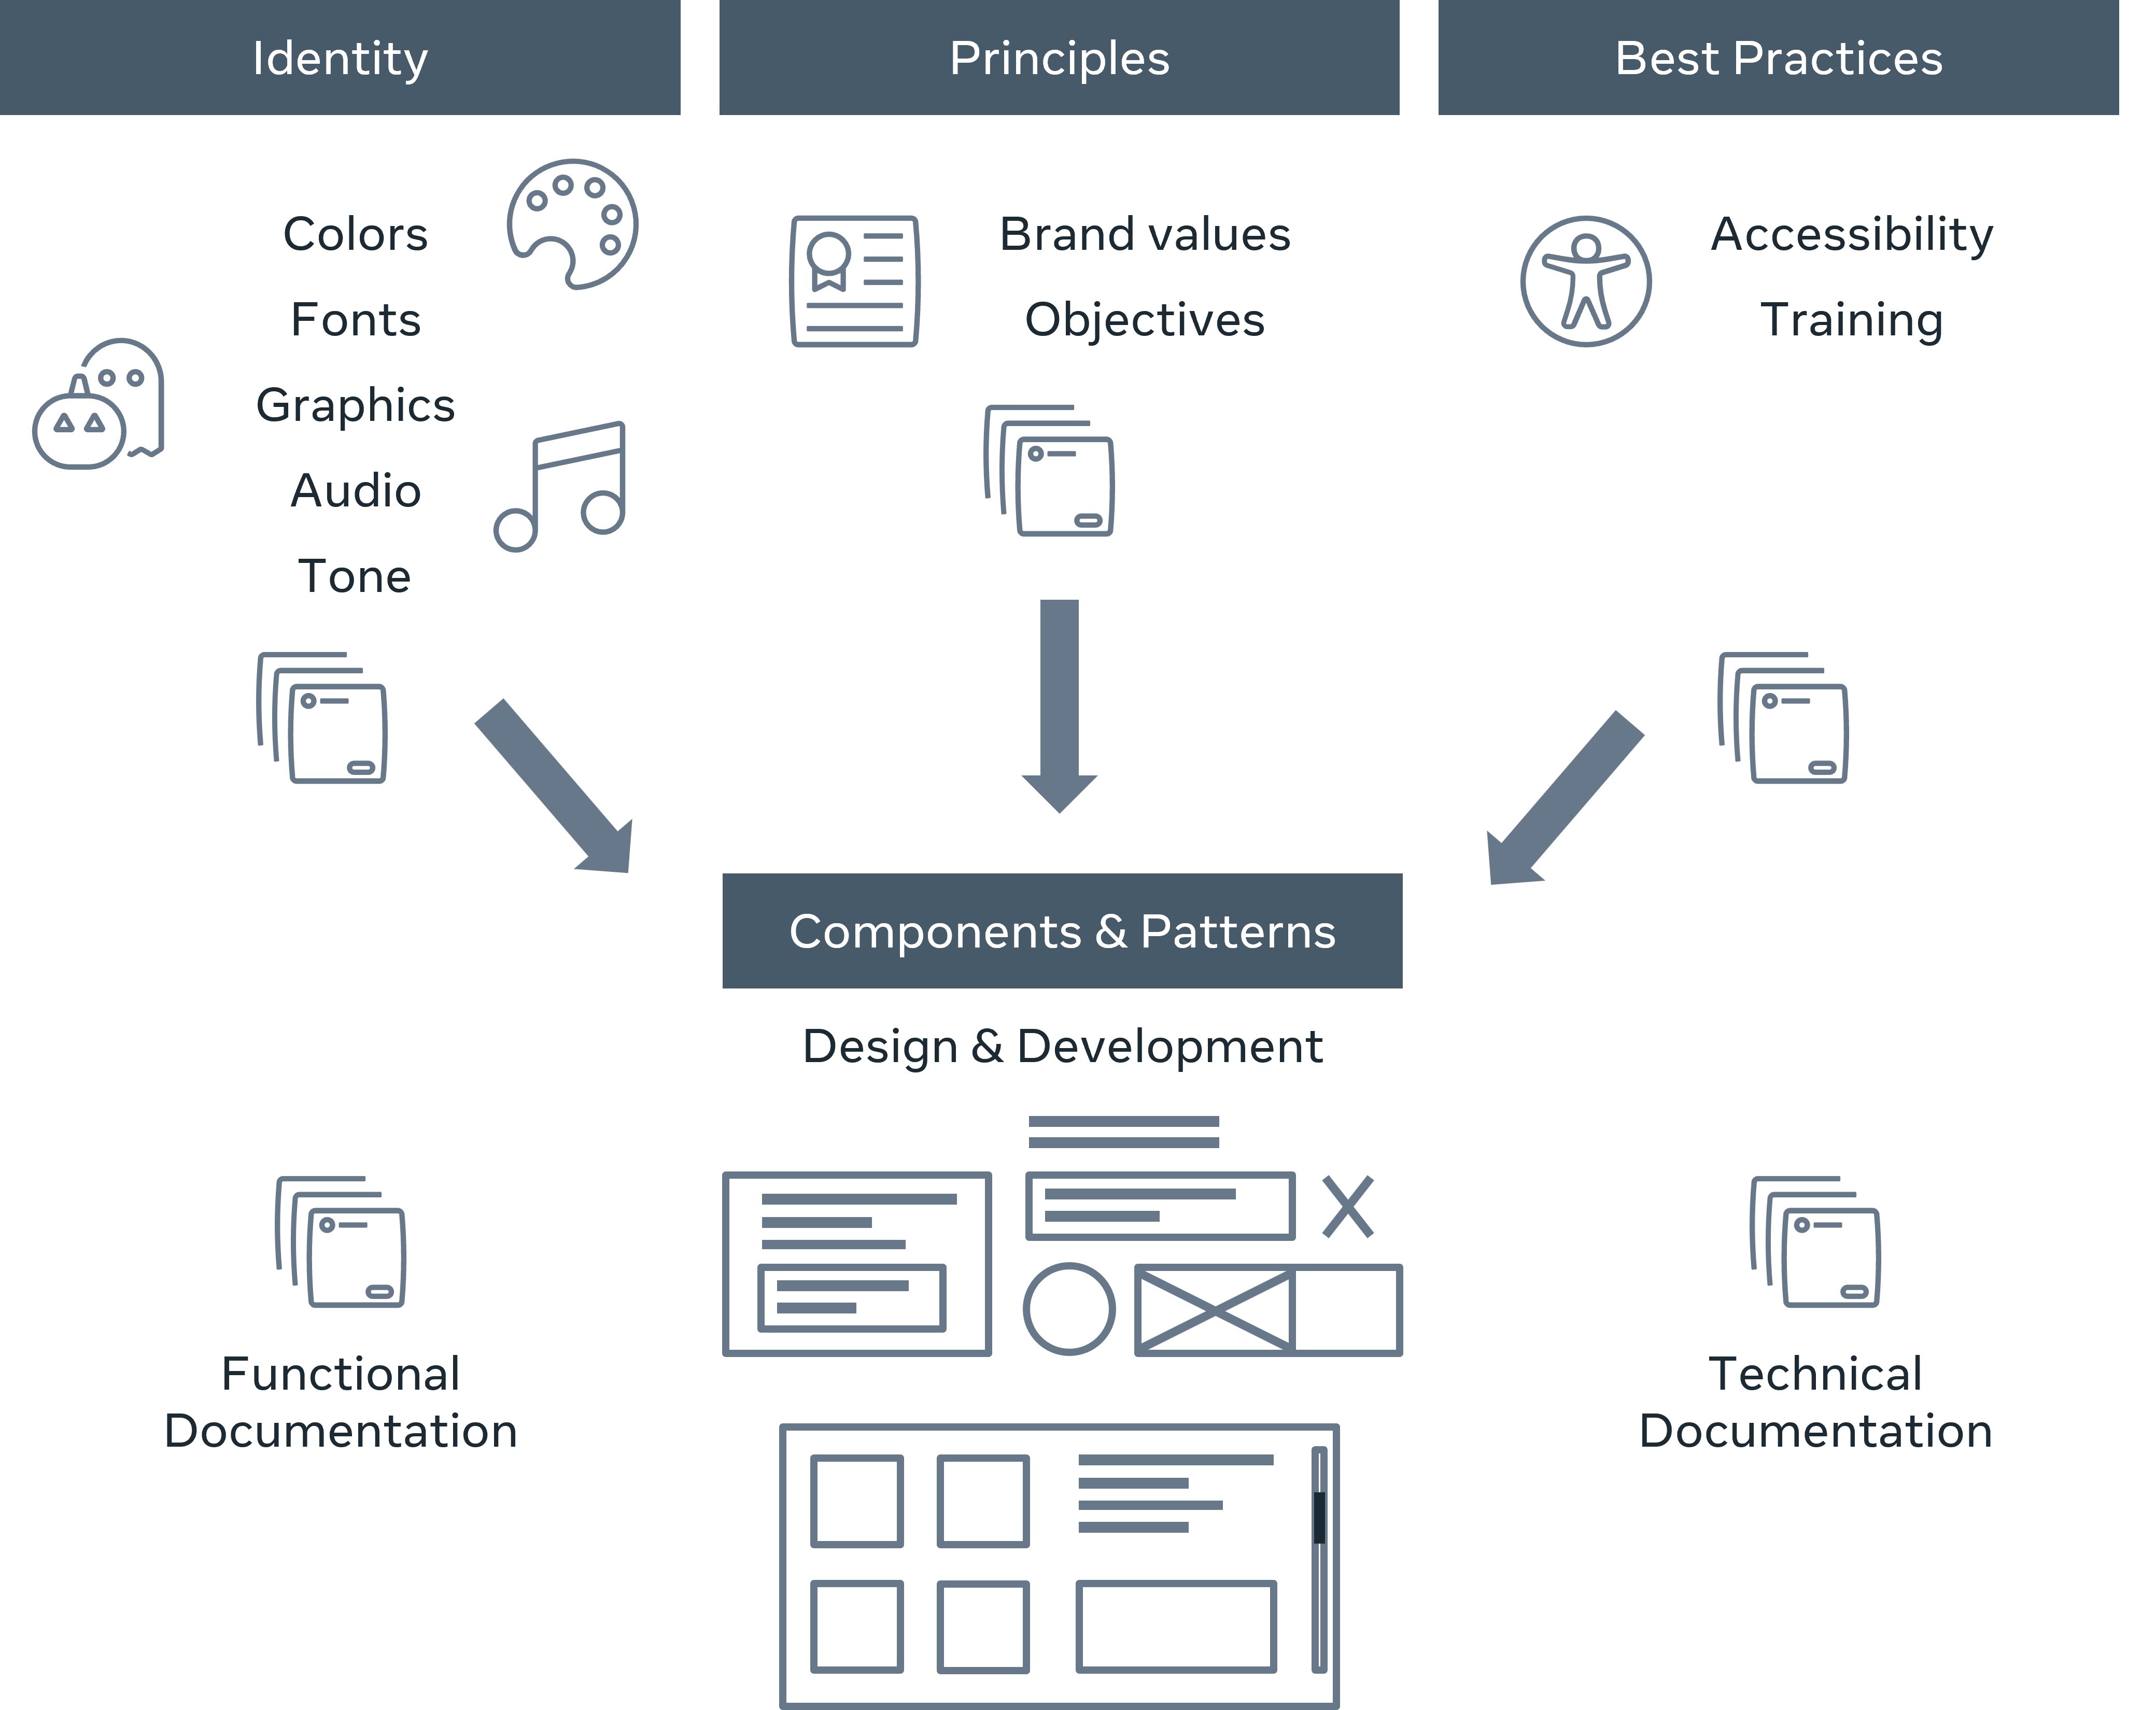 Identity
Colors
Fonts
Graphics
Audio
Tone
Principles
Brand values
Objectives
Best Practices
Accessibility
Training
Components & Patterns
Design & Development
Functional
Documentation
Technical
Documentation